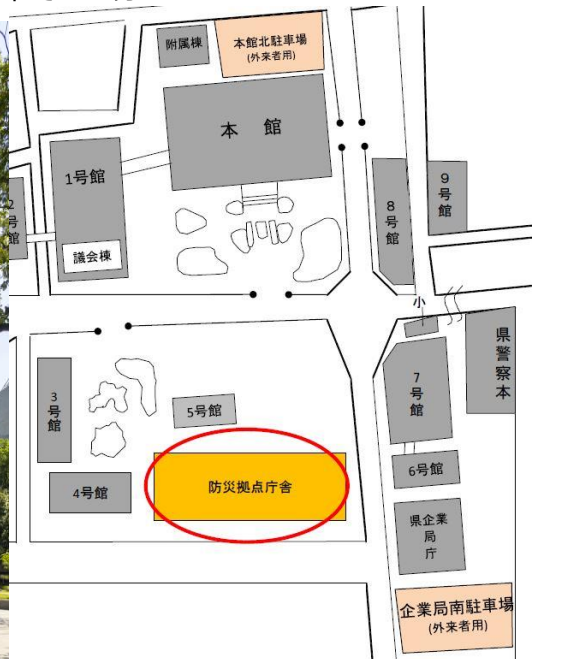 附属棟
本館北駐車場
(外来者用)
本館
1号館
議会棟
2号館
8号館
9号館
小
県警察本
7号館
3号館
5号館
防災拠点庁舎
4号館
6号館
県企業
局
庁
企業局南駐車場
(外来者用)